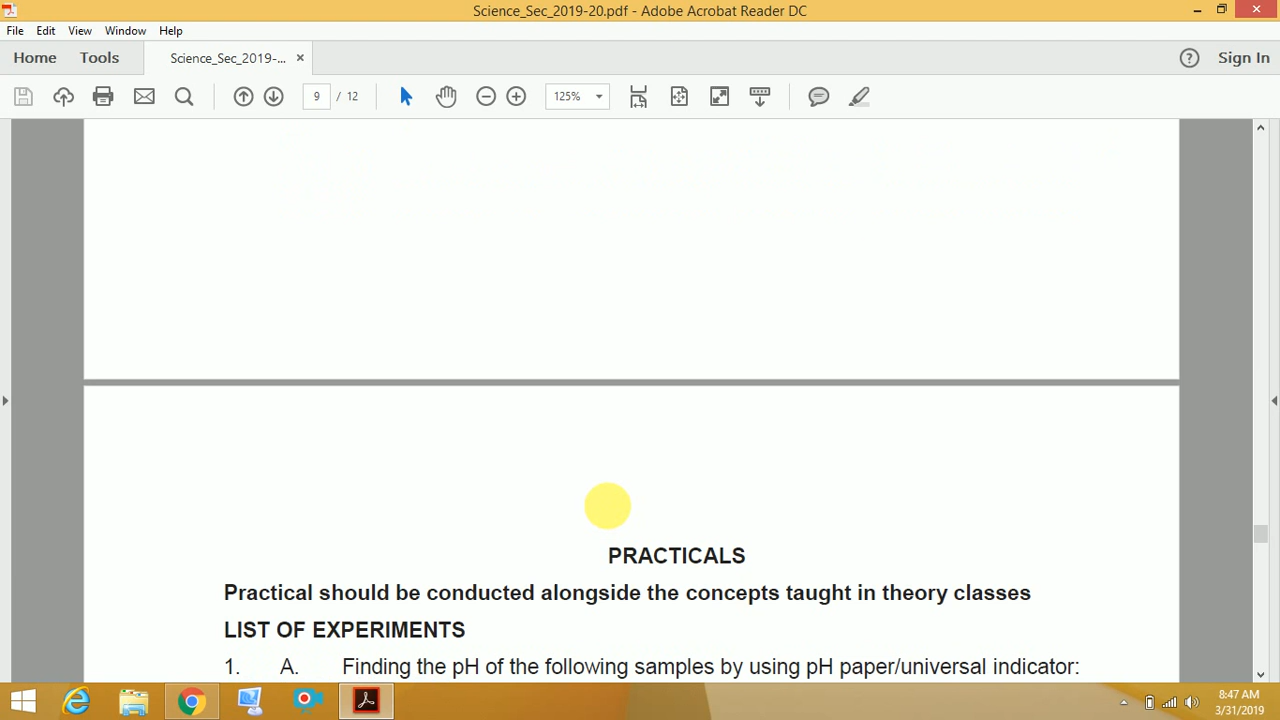 Science_Sec_2019-20.pdf - Adobe Acrobat Reader DC
File Edit View Window Help
Home Tools Science_Sec_2019-... × Sign In
9 / 12 125%
PRACTICALS
Practical should be conducted alongside the concepts taught in theory classes
LIST OF EXPERIMENTS
1. A. Finding the pH of the following samples by using pH paper/universal indicator:
8:47 AM
3/31/2019